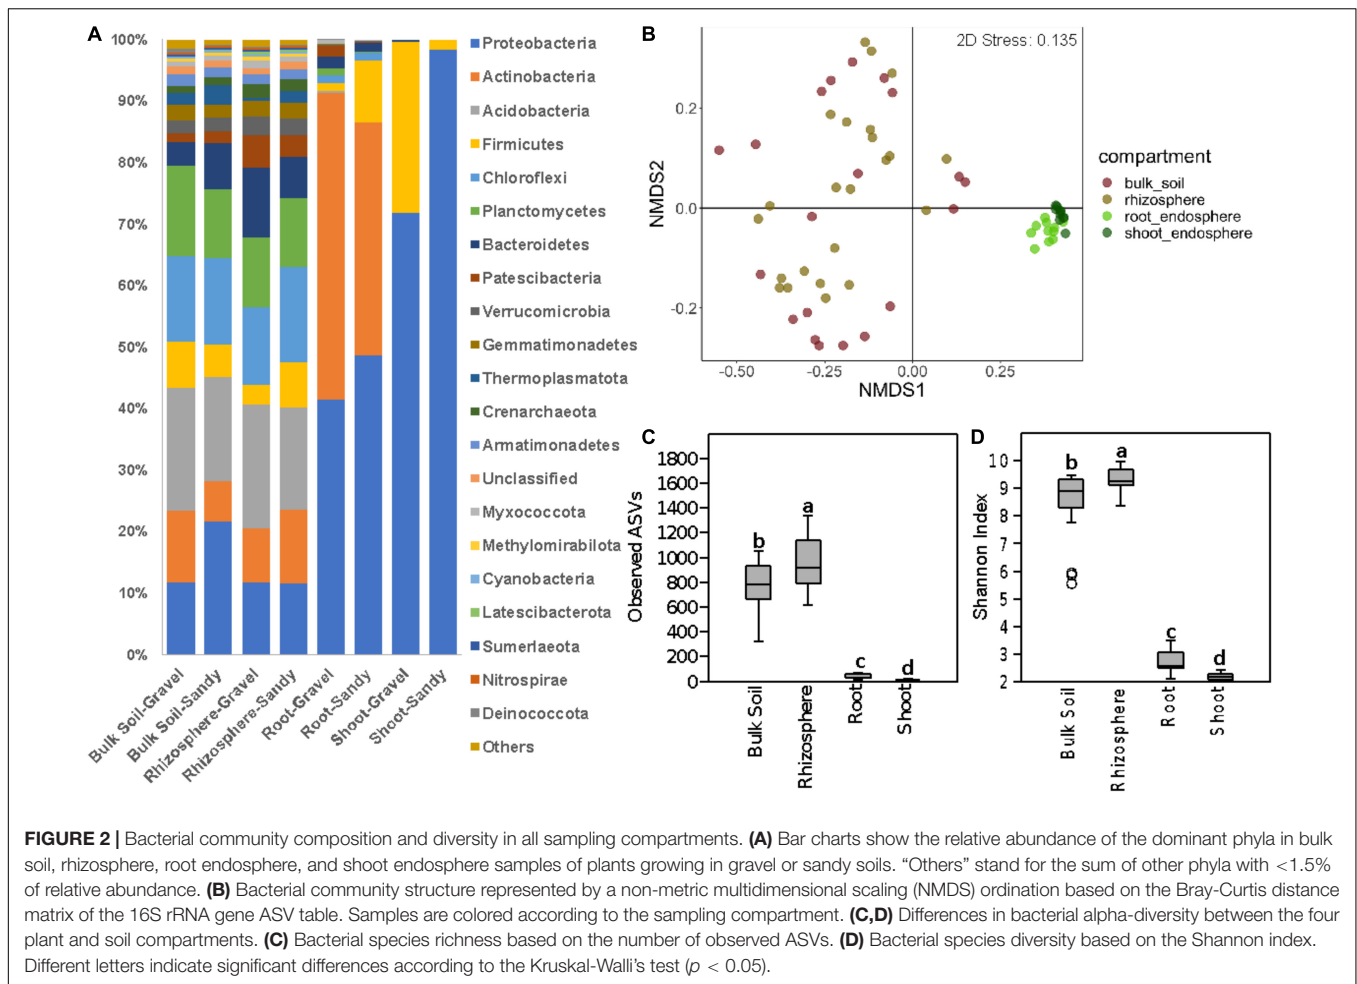 A
100%
90%
80%
70%
60%
50%
40%
30%
20%
10%
0%
Bulk Soil-Gravel
Bulk Soil-Sandy
Rhizosphere-Gravel
Rhizosphere-Sandy
Root-Gravel
Root-Sandy
Shoot-Gravel
Shoot-Sandy
Proteobacteria
Actinobacteria
Acidobacteria
Firmicutes
Chloroflexi
Planctomycetes
Bacteroidetes
Patescibacteria
Verrucomicrobia
Gemmatimonadetes
Thermoplasmatota
Crenarchaeota
Armatimonadetes
Unclassified
Myxococcota
Methylomirabilota
Cyanobacteria
Latescibacterota
Sumerlaeota
Nitrospirae
Deinococcota
Others
B
2D Stress: 0.135
NMDS2
0.2
0.0
-0.2
-0.50
-0.25
0.00
0.25
NMDS1
compartment
bulk_soil
rhizosphere
root_endosphere
shoot_endosphere
C
Observed ASVs
1800
1600
1400
1200
1000
800
600
400
200
0
b
a
c
d
Bulk Soil
Rhizosphere
Root
Shoot
D
Shannon Index
10
9
8
7
6
5
4
3
2
b
a
c
d
Bulk Soil
Rhizosphere
Root
Shoot
FIGURE 2 | Bacterial community composition and diversity in all sampling compartments. (A) Bar charts show the relative abundance of the dominant phyla in bulk
soil, rhizosphere, root endosphere, and shoot endosphere samples of plants growing in gravel or sandy soils. “Others” stand for the sum of other phyla with <1.5%
of relative abundance. (B) Bacterial community structure represented by a non-metric multidimensional scaling (NMDS) ordination based on the Bray-Curtis distance
matrix of the 16S rRNA gene ASV table. Samples are colored according to the sampling compartment. (C,D) Differences in bacterial alpha-diversity between the four
plant and soil compartments. (C) Bacterial species richness based on the number of observed ASVs. (D) Bacterial species diversity based on the Shannon index.
Different letters indicate significant differences according to the Kruskal-Walli’s test (p < 0.05).